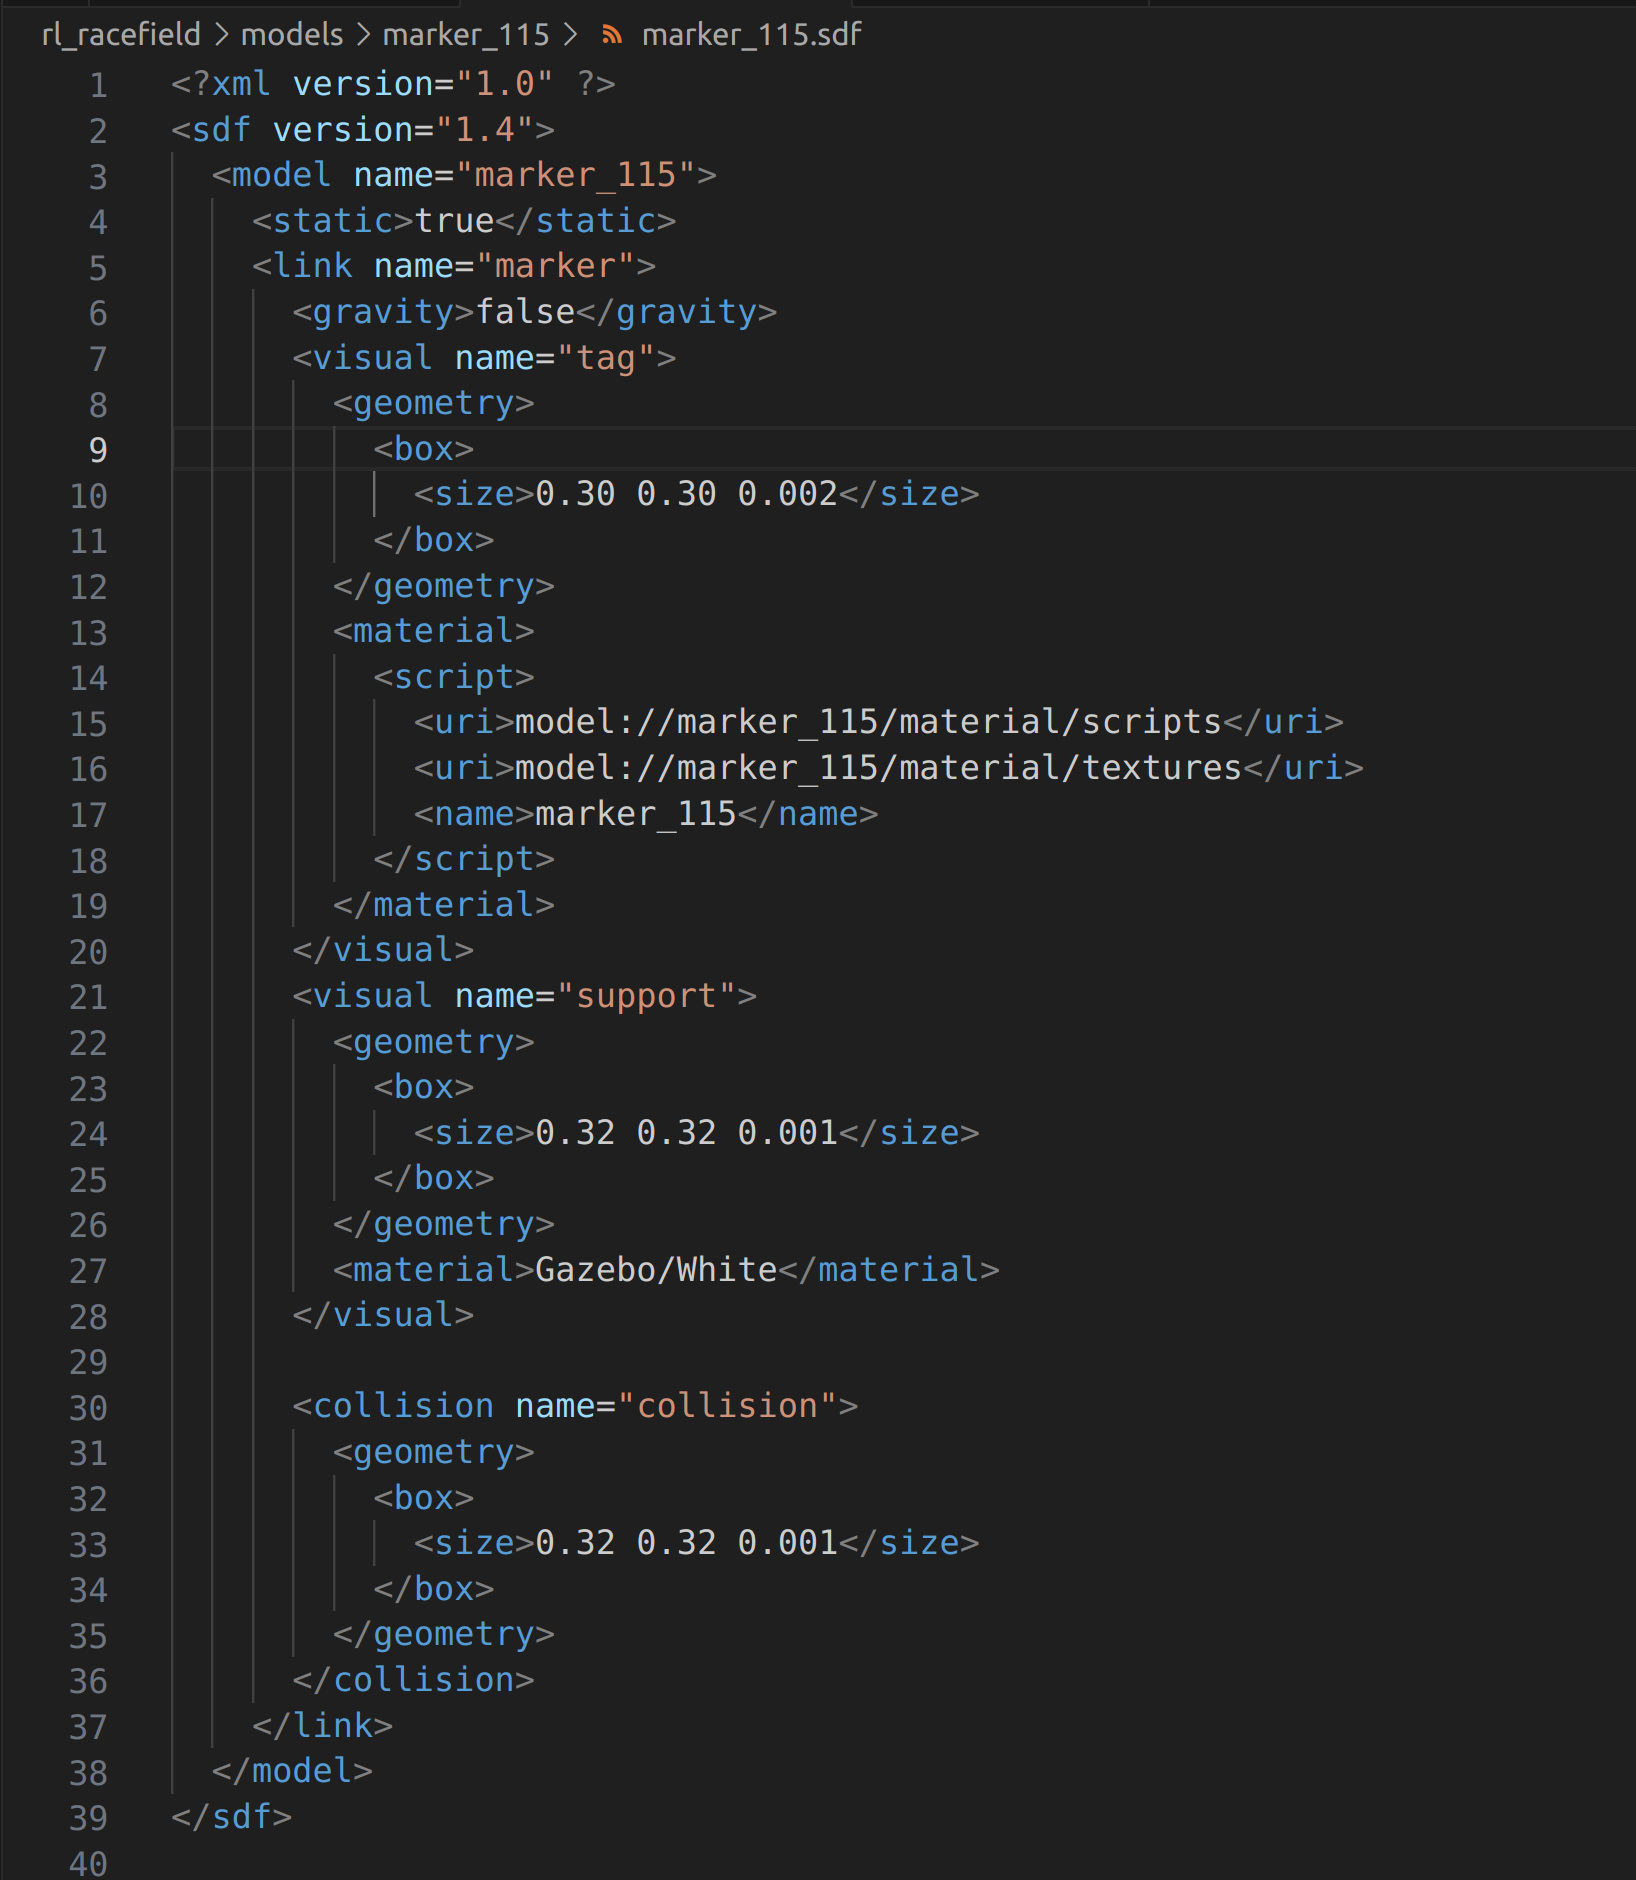 rl_racefield > models > marker_115 > marker_115.sdf
1 <?xml version="1.0" ?>
2 <sdf version="1.4">
3   <model name="marker_115">
4     <static>true</static>
5     <link name="marker">
6       <gravity>false</gravity>
7       <visual name="tag">
8         <geometry>
9           <box>
10             <size>0.30 0.30 0.002</size>
11           </box>
12         </geometry>
13         <material>
14           <script>
15             <uri>model://marker_115/material/scripts</uri>
16             <uri>model://marker_115/material/textures</uri>
17             <name>marker_115</name>
18           </script>
19         </material>
20       </visual>
21       <visual name="support">
22         <geometry>
23           <box>
24             <size>0.32 0.32 0.001</size>
25           </box>
26         </geometry>
27         <material>Gazebo/White</material>
28       </visual>
29
30       <collision name="collision">
31         <geometry>
32           <box>
33             <size>0.32 0.32 0.001</size>
34           </box>
35         </geometry>
36       </collision>
37     </link>
38   </model>
39 </sdf>
40